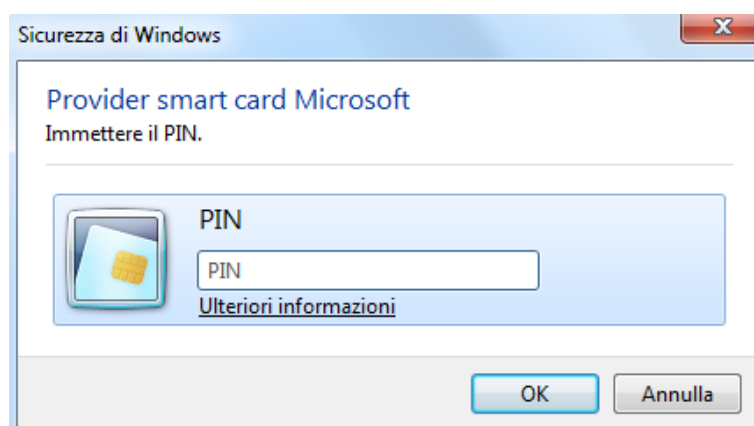 Sicurezza di Windows
Provider smart card Microsoft
Immettere il PIN.
PIN
PIN
Ulteriori informazioni
OK Annulla